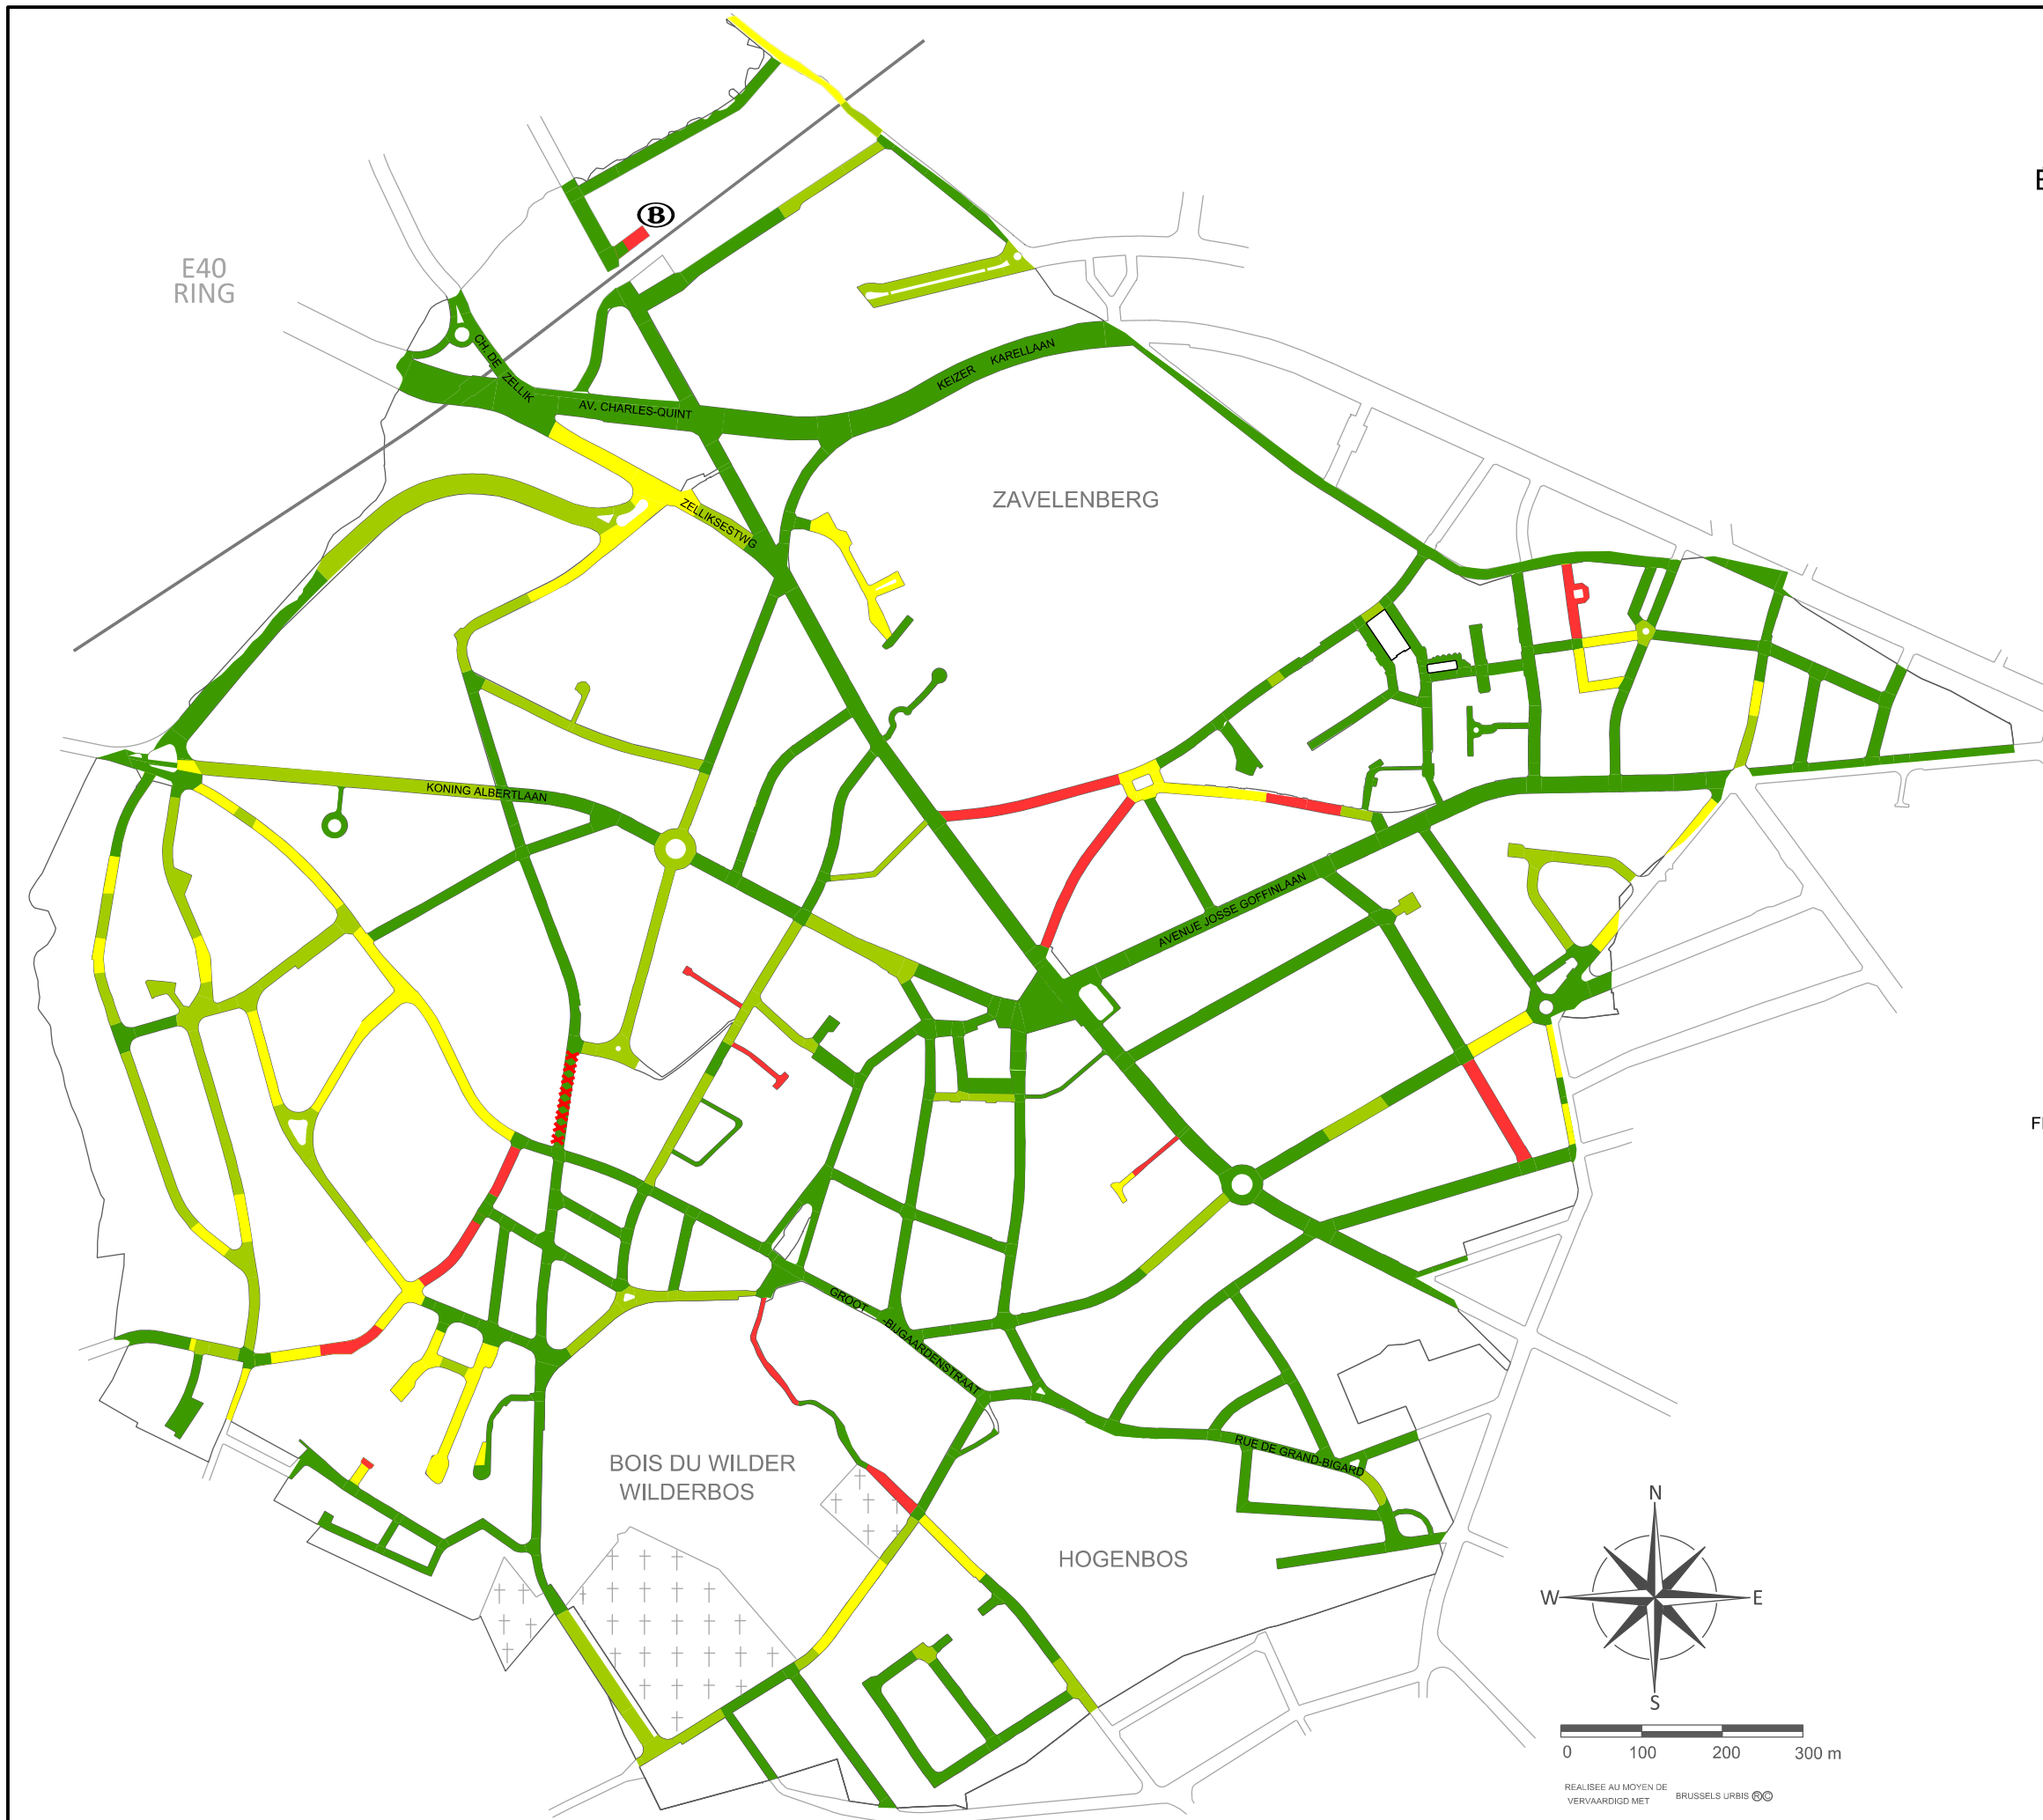 E40
RING
B
CH. DE ZELLIK
AV. CHARLES-QUINT
KEIZER KARELLAAN
ZELLIKSESTWG
ZAVELENBERG
KONING ALBERTLAAN
AVENUE JOSSE GOFFINLAAN
GROOT-BIJGAARDENSTRAAT
RUE DE GRAND-BIGARD
BOIS DU WILDER
WILDERBOS
HOGENBOS
N
W
E
S
0 100 200 300 m
REALISEE AU MOYEN DE
VERVAARDIGD MET
BRUSSELS URBIS ®©